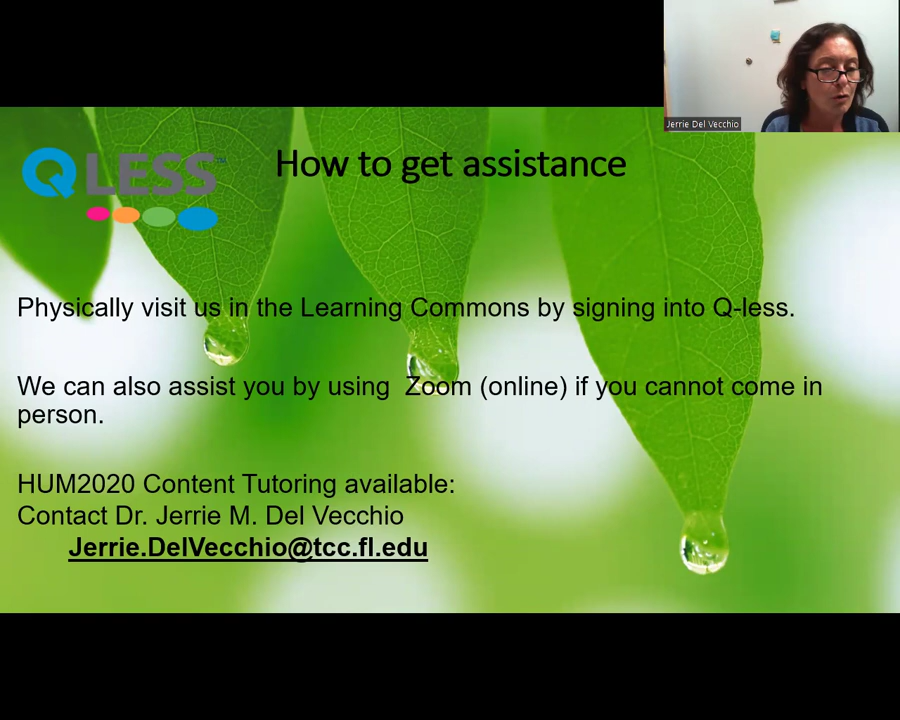 Jerrie Del Vecchio
QLESS
How to get assistance
Physically visit us in the Learning Commons by signing into Q-less.
We can also assist you by using  Zoom (online) if you cannot come in
person.
HUM2020 Content Tutoring available:
Contact Dr. Jerrie M. Del Vecchio
Jerrie.DelVecchio@tcc.fl.edu